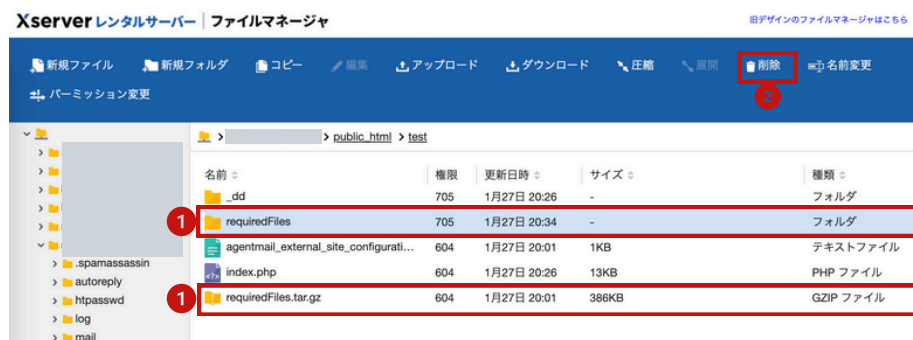 Xserver レンタルサーバー | ファイルマネージャ
旧デザインのファイルマネージャはこちら
新規ファイル 新規フォルダ コピー 編集 アップロード ダウンロード 圧縮 展開 削除 名前変更
2
パーミッション変更
> > public_html > test
名前 権限 更新日時 サイズ 種類
_dd 705 1月27日 20:26 - フォルダ
1 requiredFiles 705 1月27日 20:34 - フォルダ
agentmail_external_site_configurati... 604 1月27日 20:01 1KB テキストファイル
index.php 604 1月27日 20:26 13KB PHP ファイル
1 requiredFiles.tar.gz 604 1月27日 20:01 386KB GZIP ファイル
.spamassassin
autoreply
htpasswd
log
mail